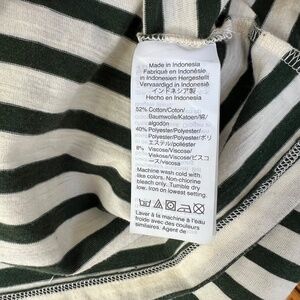 Made in Indonesia
Fabriqué en Indonésie
in Indonesien Hergestellt
Vervaardigd in Indonesië
インドネシア製
Hecho en Indonesia
52% Cotton/Coton/
Baumwolle/Katoen/綿/
algodón
40% Polyester/Polyester/
Polyester/Polyester/ポリ
エステル/poliéster
8% Viscose/Viscose/
Viskose/Viscose/ビスコ
ース/viscosa
Machine wash cold with
like colors. Non-chlorine
bleach only. Tumble dry
low. Iron on lowest setting.
Laver à la machine à l'eau
froide avec des couleurs
similaires. Agent de